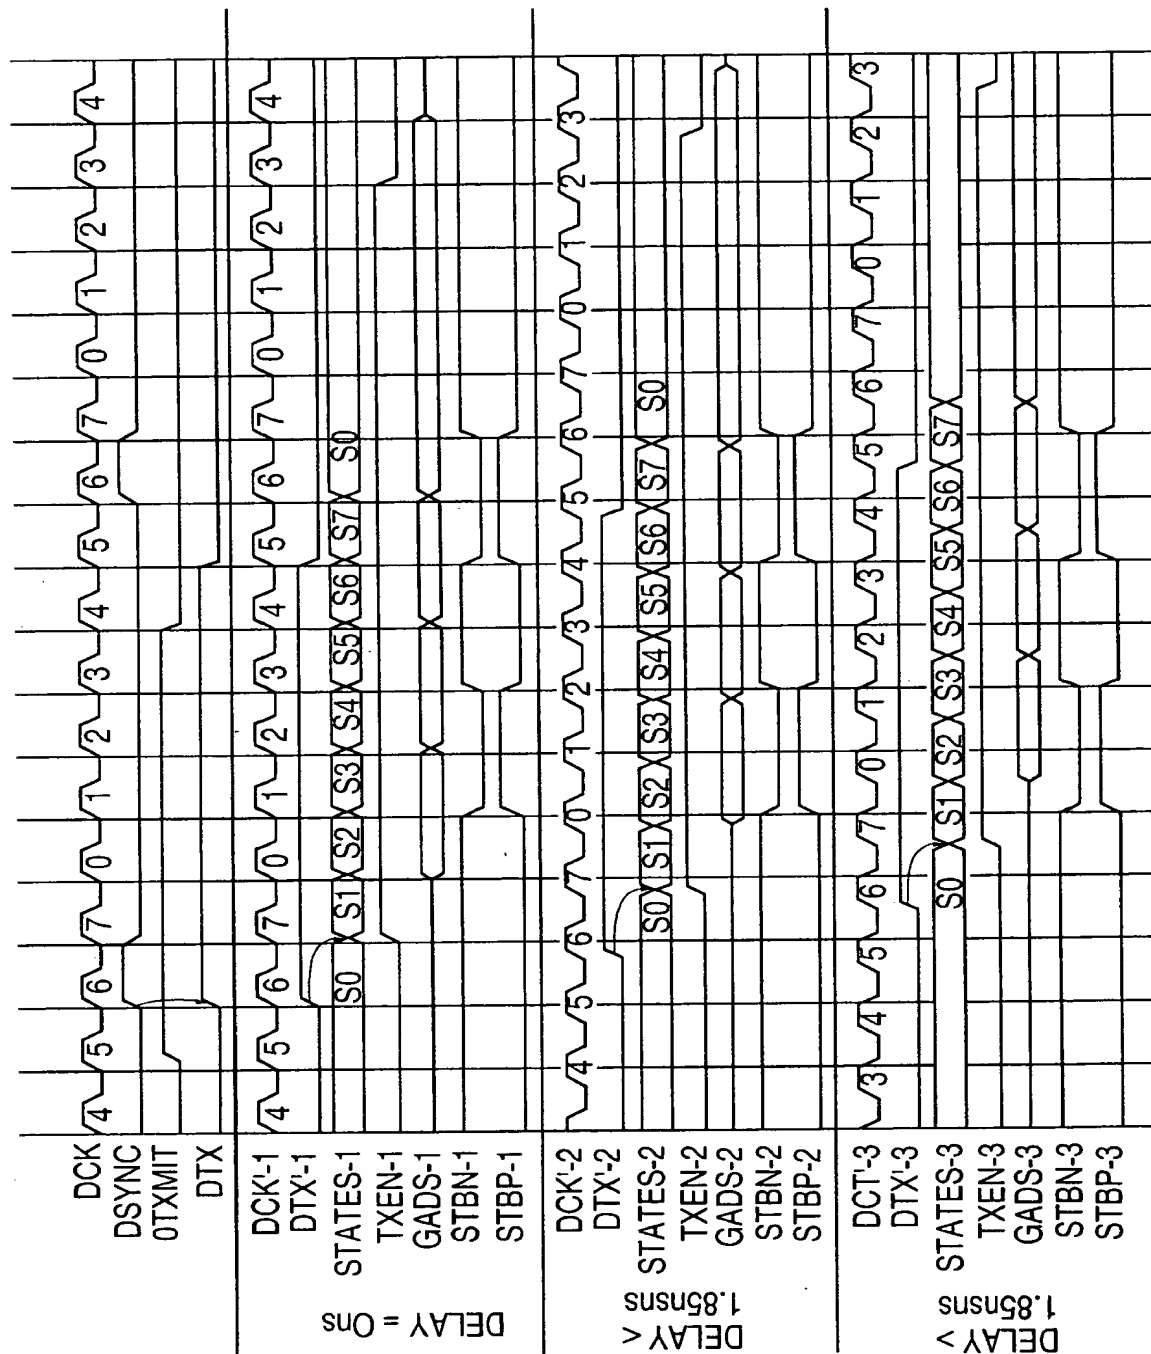 DCK 4 5 6 7 0 1 2 3 4 5 6 7 0 1 2 3 4
DSYNC
0TXMIT
DTX
DELAY = 0ns
DCK'-1 4 5 6 7 0 1 2 3 4 5 6 7 0 1 2 3 4
DTX'-1
STATES-1 S0 S1 S2 S3 S4 S5 S6 S7 S0
TXEN-1
GADS-1
STBN-1
STBP-1
DELAY <
1.85nsns
DCK'-2 4 5 6 7 0 1 2 3 4 5 6 7 0 1 2 3
DTX'-2
STATES-2 S0 S1 S2 S3 S4 S5 S6 S7 S0
TXEN-2
GADS-2
STBN-2
STBP-2
DELAY >
1.85nsns
DCT'-3 3 4 5 6 7 0 1 2 3 4 5 6 7 0 1 2 3
DTX'-3
STATES-3 S0 S1 S2 S3 S4 S5 S6 S7
TXEN-3
GADS-3
STBN-3
STBP-3